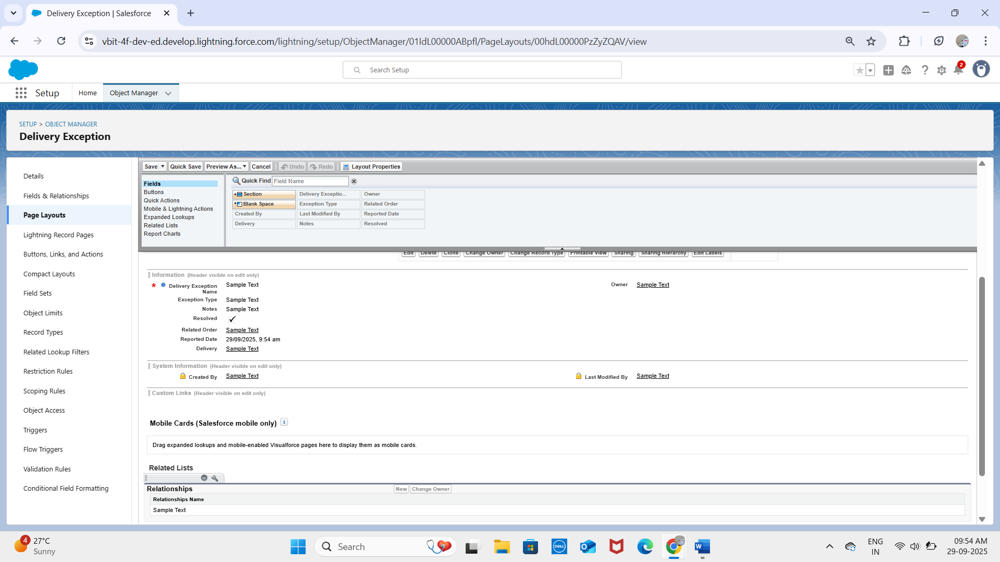 Delivery Exception | Salesforce
vbit-4f-dev-ed.develop.lightning.force.com/lightning/setup/ObjectManager/01IdL00000ABpfl/PageLayouts/00hdL00000PzZyZQAV/view
Search Setup
2
Setup
Home
Object Manager
SETUP > OBJECT MANAGER
Delivery Exception
Details
Fields & Relationships
Page Layouts
Lightning Record Pages
Buttons, Links, and Actions
Compact Layouts
Field Sets
Object Limits
Record Types
Related Lookup Filters
Restriction Rules
Scoping Rules
Object Access
Triggers
Flow Triggers
Validation Rules
Conditional Field Formatting
Save Quick Save Preview As... Cancel Undo Redo Layout Properties
Fields
Buttons
Quick Actions
Mobile & Lightning Actions
Expanded Lookups
Related Lists
Report Charts
Quick Find Field Name
Section Delivery Exceptio... Owner
Blank Space Exception Type Related Order
Created By Last Modified By Reported Date
Delivery Notes Resolved
Edit Delete Clone Change Owner Change Record Type Printable View Sharing Sharing Hierarchy Edit Labels
Information (Header visible on edit only)
* Delivery Exception Name Sample Text Owner Sample Text
Exception Type Sample Text
Notes Sample Text
Resolved ✓
Related Order Sample Text
Reported Date 29/09/2025, 9:54 am
Delivery Sample Text
System Information (Header visible on edit only)
Created By Sample Text Last Modified By Sample Text
Custom Links (Header visible on edit only)
Mobile Cards (Salesforce mobile only) i
Drag expanded lookups and mobile-enabled Visualforce pages here to display them as mobile cards.
Related Lists
Relationships New Change Owner
Relationships Name
Sample Text
4
27°C
Sunny
Search
DELL
W
ENG
IN
09:54 AM
29-09-2025